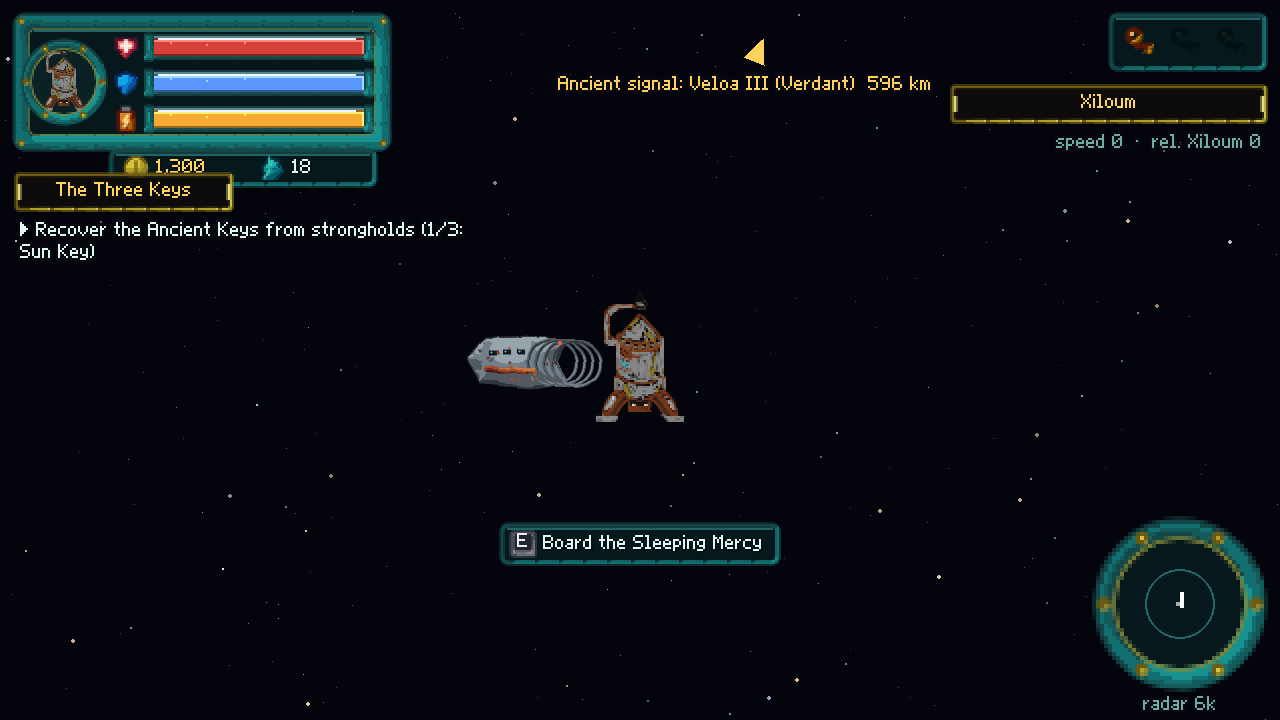 1,300
18
The Three Keys
Recover the Ancient Keys from strongholds (1/3:
Sun Key)
Ancient signal: Veloa III (Verdant) 596 km
Xiloum
speed 0 · rel. Xiloum 0
E Board the Sleeping Mercy
radar 6k